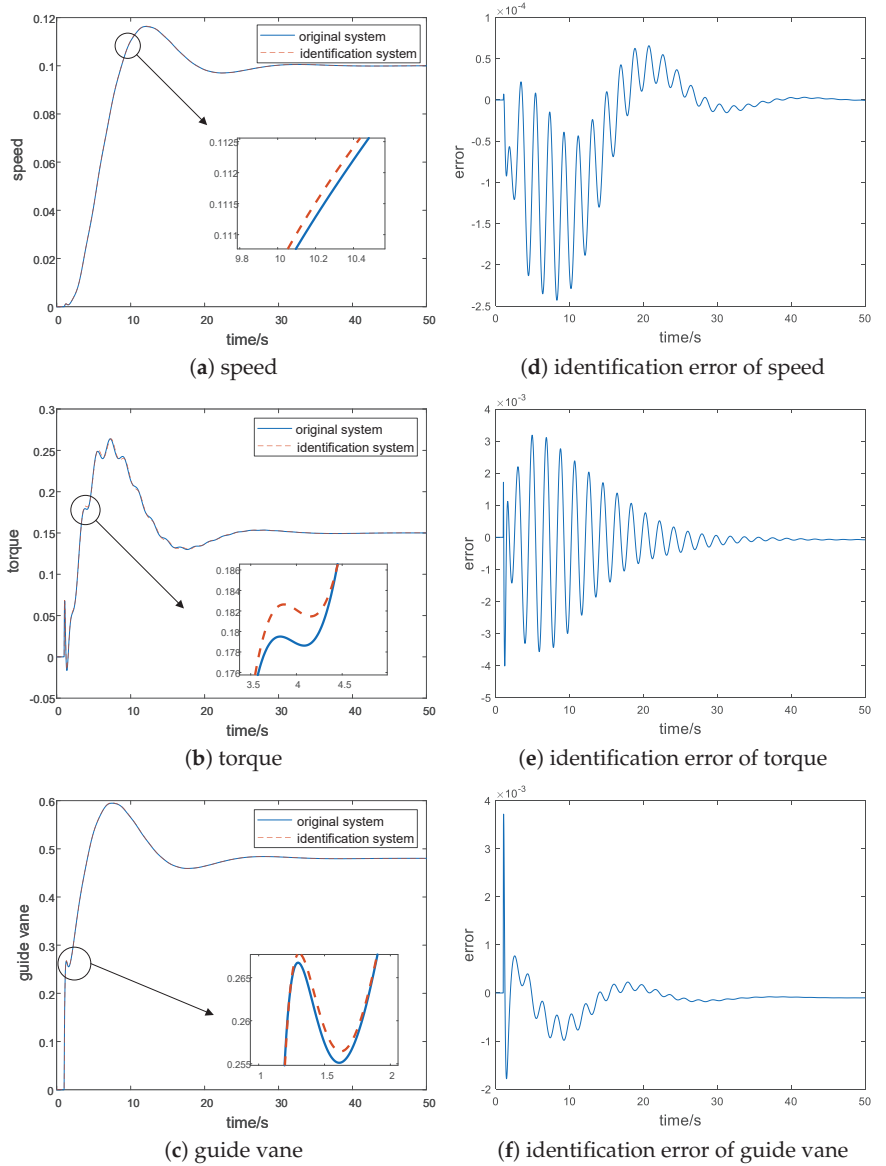 0.12
0.1
0.08
0.06
0.04
0.02
0
speed
original system
identification system
0.1125
0.112
0.1115
0.111
9.8 10 10.2 10.4
0 10 20 30 40 50
time/s
(a) speed
×10⁻⁴
1
0.5
0
-0.5
-1
-1.5
-2
-2.5
error
0 10 20 30 40 50
time/s
(d) identification error of speed
0.3
0.25
0.2
0.15
0.1
0.05
0
-0.05
torque
original system
identification system
0.186
0.184
0.182
0.18
0.178
0.176
3.5 4 4.5
0 10 20 30 40 50
time/s
(b) torque
×10⁻³
4
3
2
1
0
-1
-2
-3
-4
-5
error
0 10 20 30 40 50
time/s
(e) identification error of torque
0.6
0.5
0.4
0.3
0.2
0.1
0
guide vane
original system
identification system
0.265
0.26
0.255
1 1.5 2
0 10 20 30 40 50
time/s
(c) guide vane
×10⁻³
4
3
2
1
0
-1
-2
error
0 10 20 30 40 50
time/s
(f) identification error of guide vane